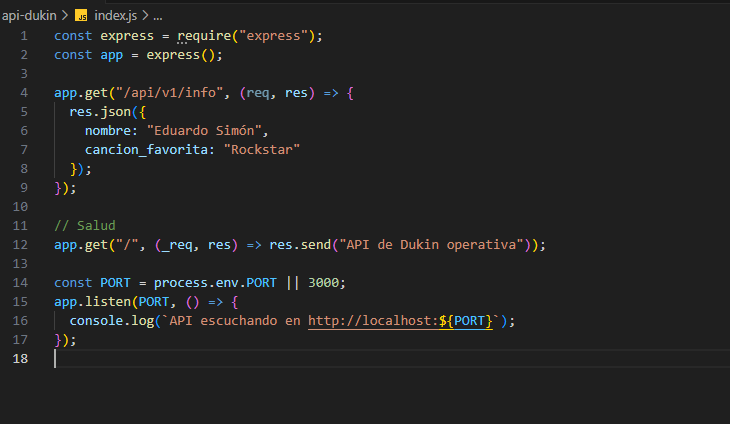 api-dukin > JS index.js > ...
1 const express = require("express");
2 const app = express();
3
4 app.get("/api/v1/info", (req, res) => {
5   res.json({
6     nombre: "Eduardo Simón",
7     cancion_favorita: "Rockstar"
8   });
9 });
10
11 // Salud
12 app.get("/", (_req, res) => res.send("API de Dukin operativa"));
13
14 const PORT = process.env.PORT || 3000;
15 app.listen(PORT, () => {
16   console.log(`API escuchando en http://localhost:${PORT}`);
17 });
18